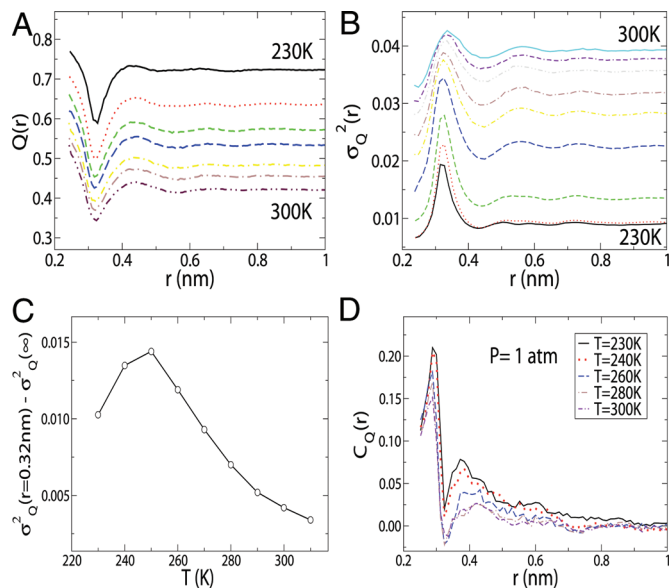 A
0.8
0.7
0.6
0.5
0.4
0.3
Q(r)
230K
300K
0.2 0.4 0.6 0.8 1
r (nm)
B
0.04
0.03
0.02
0.01
σQ²(r)
300K
230K
0.2 0.4 0.6 0.8 1
r (nm)
C
0.015
0.010
0.005
σ²Q(r=0.32nm) - σ²Q(∞)
220 240 260 280 300 320
T (K)
D
0.20
0.15
0.10
0.05
0.00
CQ(r)
P= 1 atm
T=230K
T=240K
T=260K
T=280K
T=300K
0.2 0.4 0.6 0.8 1
r (nm)